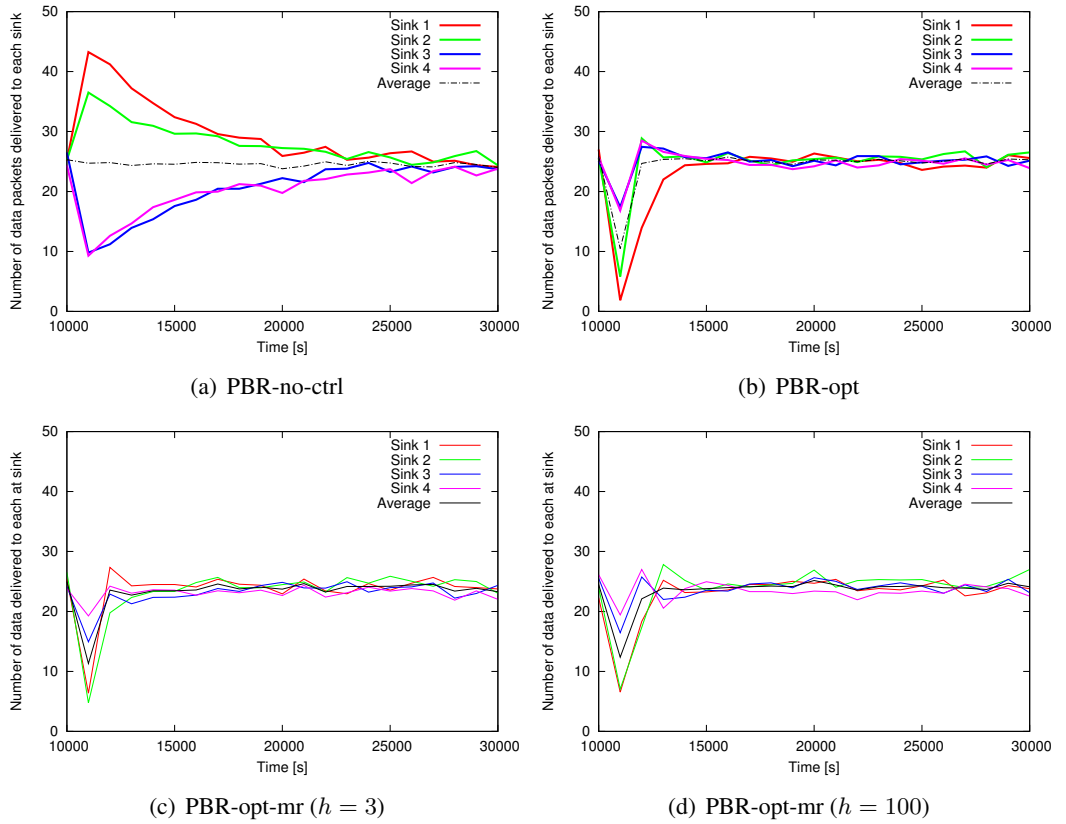 Number of data packets delivered to each sink
50
40
30
20
10
0
10000 15000 20000 25000 30000
Time [s]
Sink 1
Sink 2
Sink 3
Sink 4
Average
(a) PBR-no-ctrl
Number of data packets delivered to each sink
50
40
30
20
10
0
10000 15000 20000 25000 30000
Time [s]
Sink 1
Sink 2
Sink 3
Sink 4
Average
(b) PBR-opt
Number of data delivered to each at sink
50
40
30
20
10
0
10000 15000 20000 25000 30000
Time [s]
Sink 1
Sink 2
Sink 3
Sink 4
Average
(c) PBR-opt-mr (h = 3)
Number of data delivered to each at sink
50
40
30
20
10
0
10000 15000 20000 25000 30000
Time [s]
Sink 1
Sink 2
Sink 3
Sink 4
Average
(d) PBR-opt-mr (h = 100)